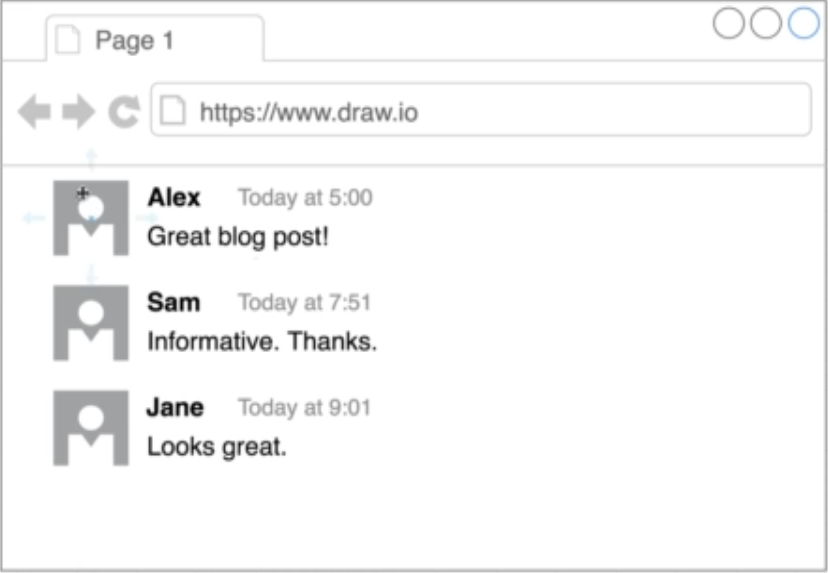 Page 1
https://www.draw.io
Alex Today at 5:00
Great blog post!
Sam Today at 7:51
Informative. Thanks.
Jane Today at 9:01
Looks great.